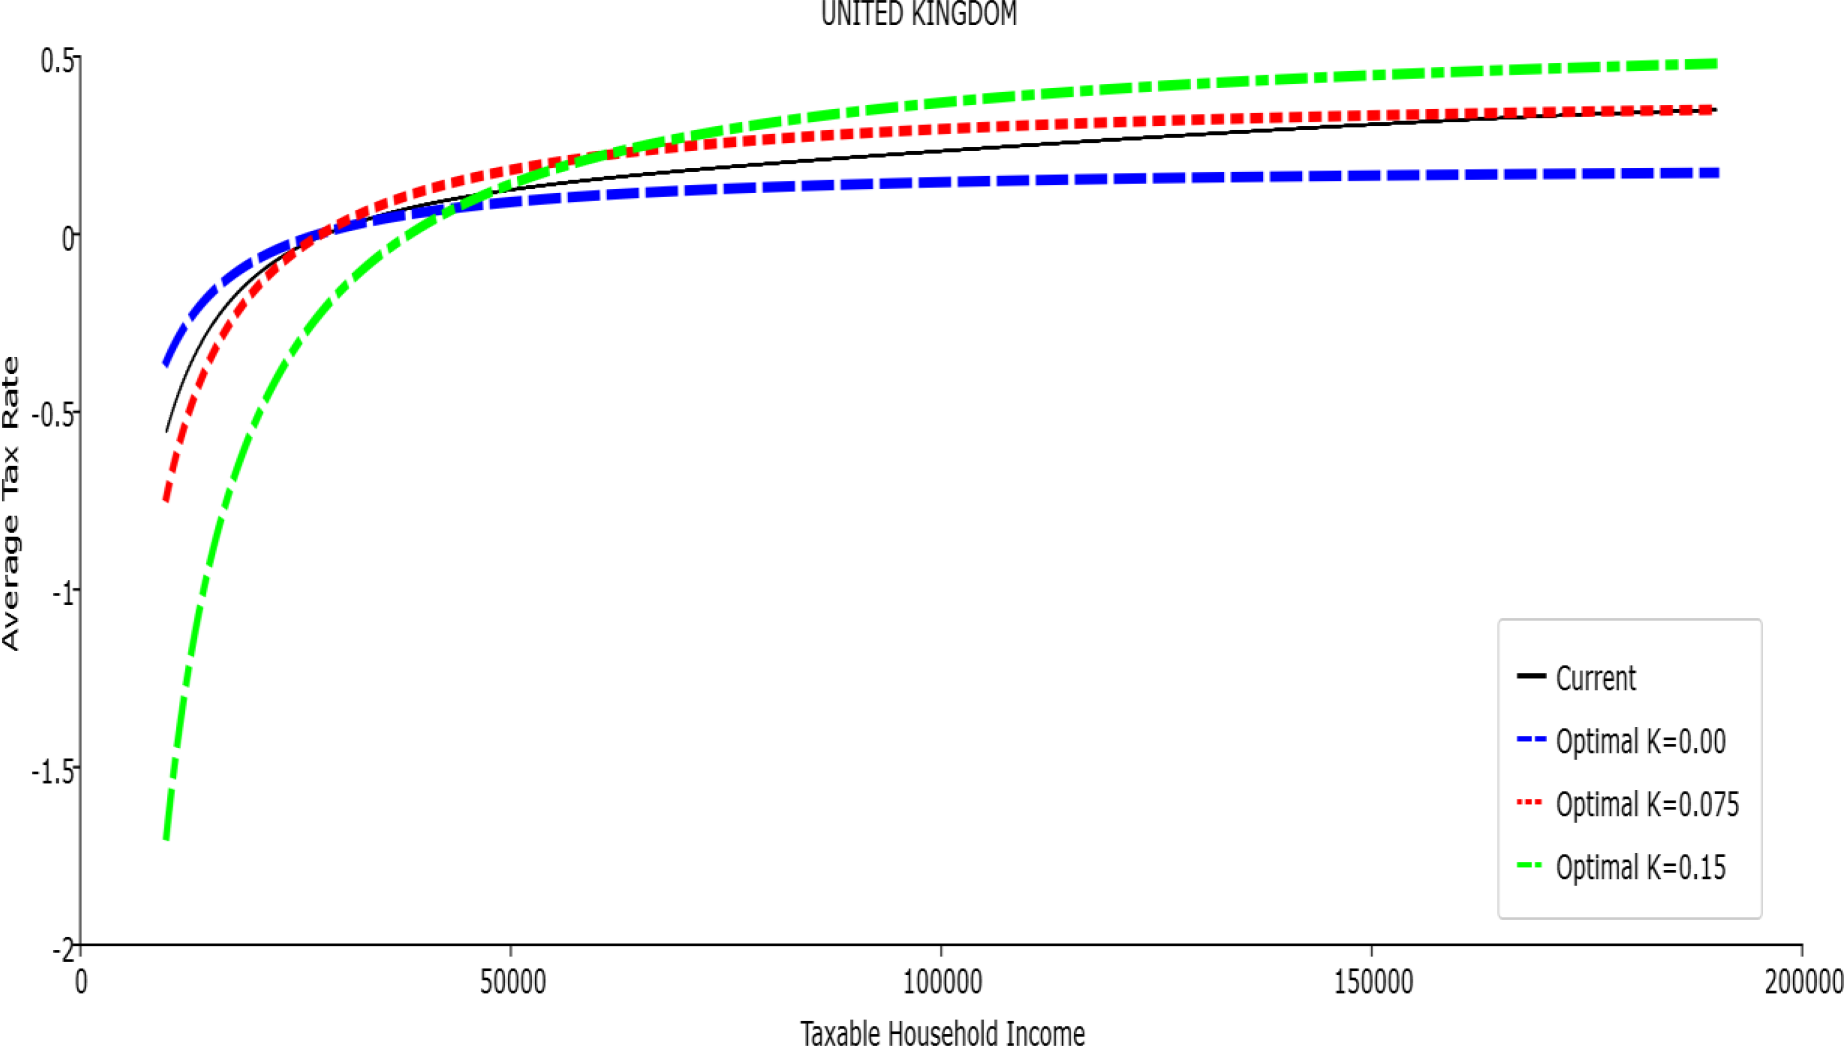 UNITED KINGDOM
0.5
0
-0.5
-1
-1.5
-2
Average Tax Rate
0 50000 100000 150000 200000
Taxable Household Income
Current
Optimal K=0.00
Optimal K=0.075
Optimal K=0.15